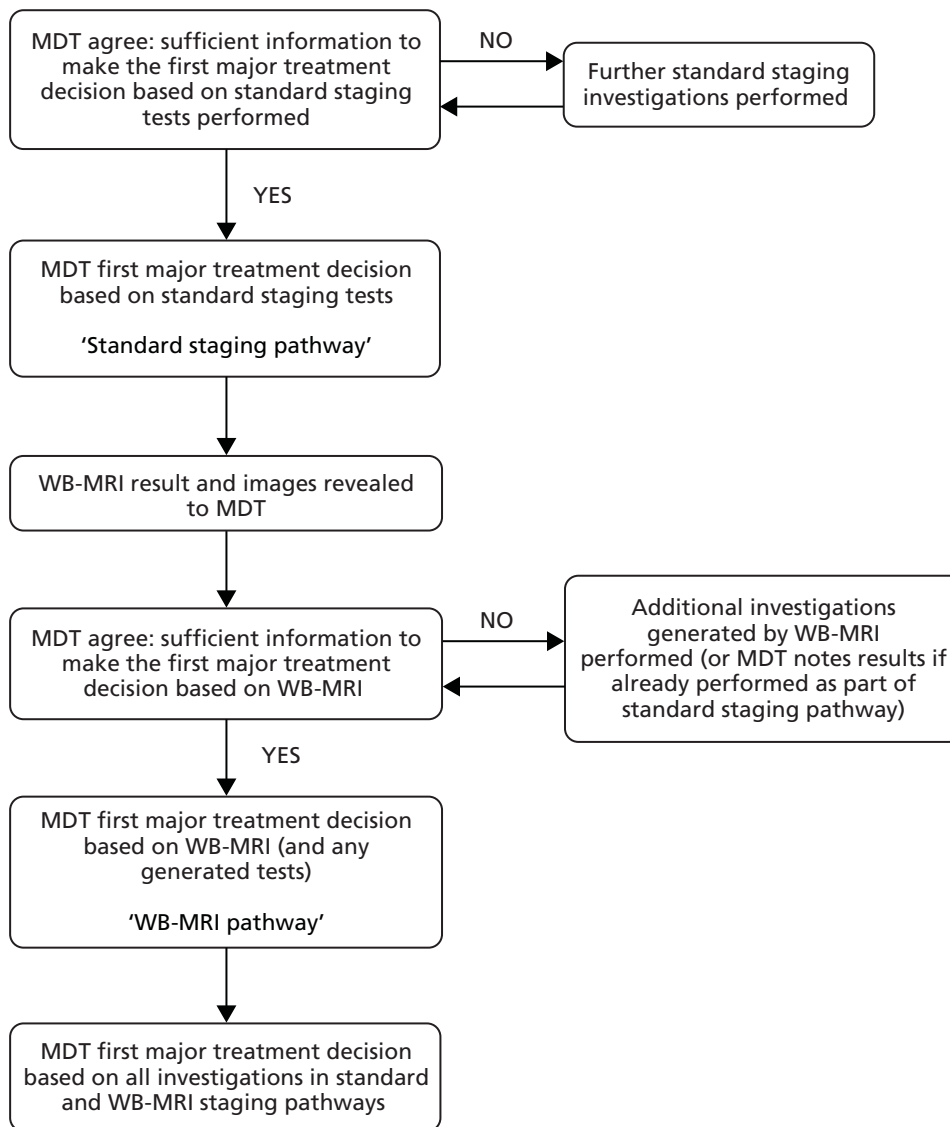 MDT agree: sufficient information to
make the first major treatment
decision based on standard staging
tests performed
NO
Further standard staging
investigations performed
YES
MDT first major treatment decision
based on standard staging tests
‘Standard staging pathway’
WB-MRI result and images revealed
to MDT
MDT agree: sufficient information to
make the first major treatment
decision based on WB-MRI
NO
Additional investigations
generated by WB-MRI
performed (or MDT notes results if
already performed as part of
standard staging pathway)
YES
MDT first major treatment decision
based on WB-MRI (and any
generated tests)
‘WB-MRI pathway’
MDT first major treatment decision
based on all investigations in standard
and WB-MRI staging pathways